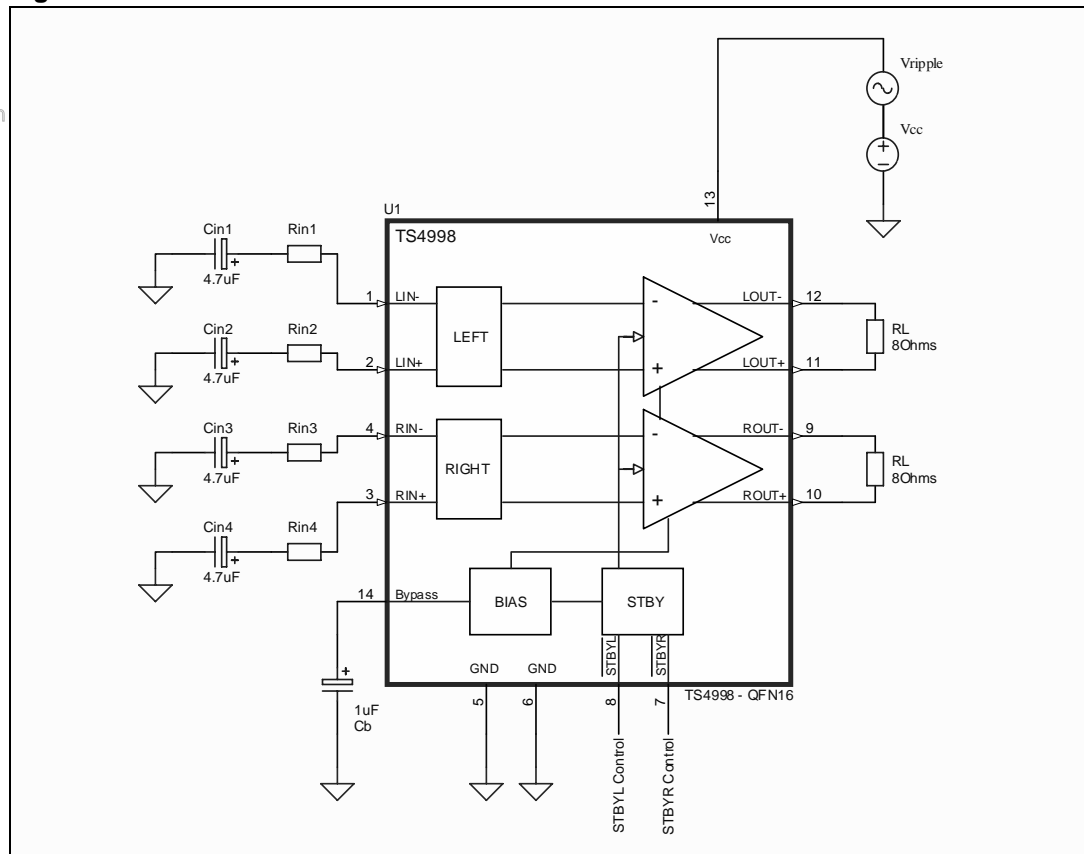 Vripple
Vcc
13
U1
TS4998
Vcc
Cin1
Rin1
4.7uF
1
LIN-
LEFT
LOUT-
12
Cin2
Rin2
4.7uF
2
LIN+
LOUT+
11
RL
8Ohms
Cin3
Rin3
4.7uF
4
RIN-
RIGHT
ROUT-
9
Cin4
Rin4
4.7uF
3
RIN+
ROUT+
10
RL
8Ohms
14
Bypass
BIAS
STBY
STBYL
STBYR
GND
GND
TS4998 - QFN16
1uF
Cb
5
6
8
7
STBYL Control
STBYR Control